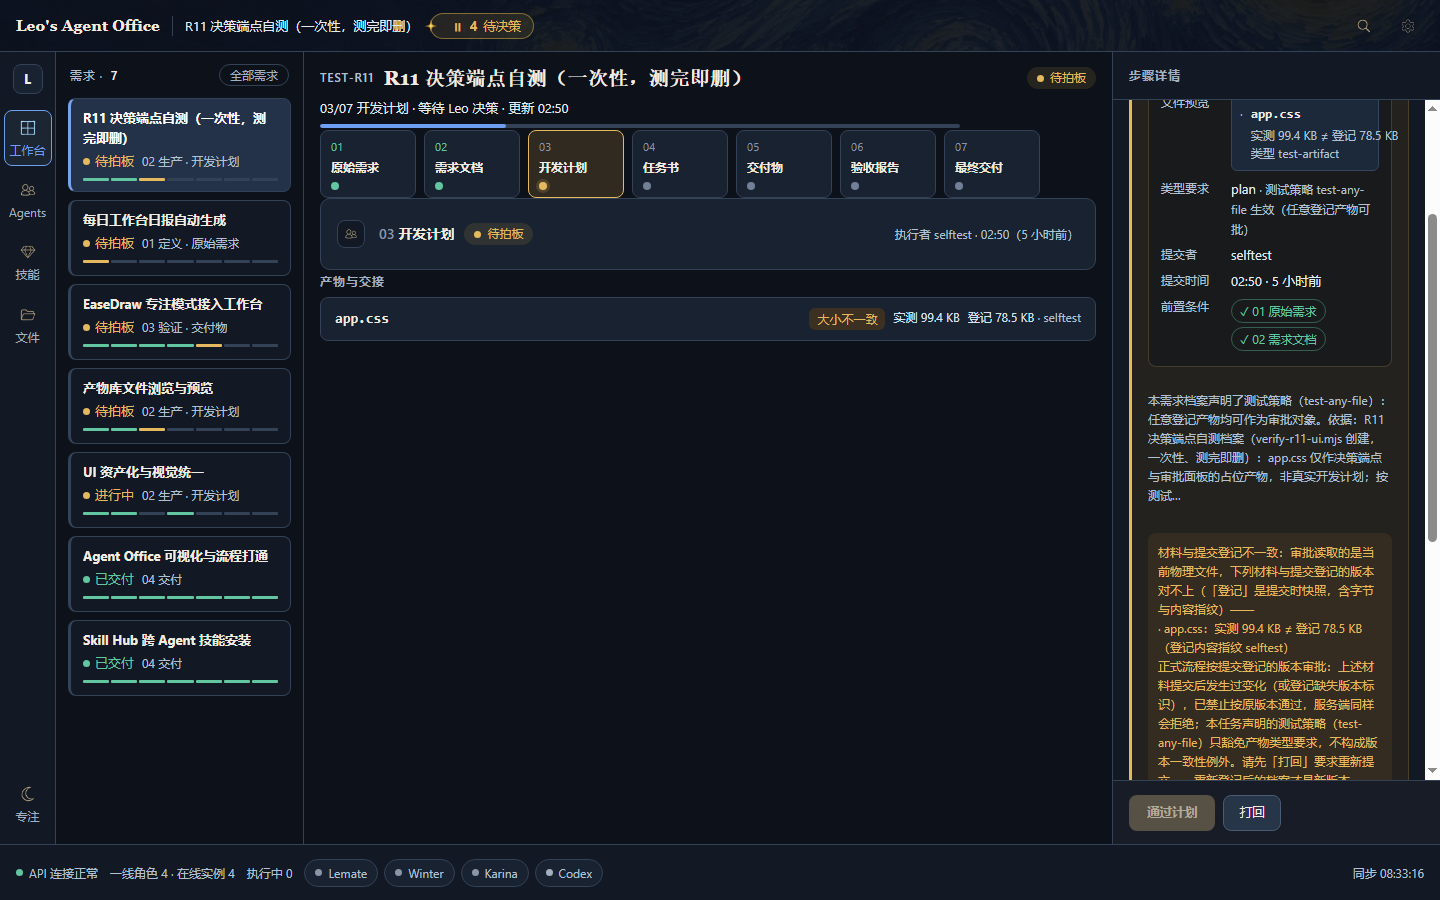 Leo's Agent Office
R11 决策端点自测（一次性，测完即删）
4 待决策
L
工作台
Agents
技能
文件
专注
需求 · 7
全部需求
R11 决策端点自测（一次性，测完即删）
待拍板 02 生产 · 开发计划
每日工作台日报自动生成
待拍板 01 定义 · 原始需求
EaseDraw 专注模式接入工作台
待拍板 03 验证 · 交付物
产物库文件浏览与预览
待拍板 02 生产 · 开发计划
UI 资产化与视觉统一
进行中 02 生产 · 开发计划
Agent Office 可视化与流程打通
已交付 04 交付
Skill Hub 跨 Agent 技能安装
已交付 04 交付
TEST-R11 R11 决策端点自测（一次性，测完即删）
待拍板
03/07 开发计划 · 等待 Leo 决策 · 更新 02:50
01
原始需求
02
需求文档
03
开发计划
04
任务书
05
交付物
06
验收报告
07
最终交付
03 开发计划 待拍板
执行者 selftest · 02:50（5 小时前）
产物与交接
app.css
大小不一致 实测 99.4 KB 登记 78.5 KB · selftest
步骤详情
文件预览
· app.css
实测 99.4 KB ≠ 登记 78.5 KB
类型 test-artifact
类型要求
plan · 测试策略 test-any-
file 生效（任意登记产物可
批）
提交者
selftest
提交时间
02:50 · 5 小时前
前置条件
✓ 01 原始需求
✓ 02 需求文档
本需求档案声明了测试策略（test-any-file）：
任意登记产物均可作为审批对象。依据：R11
决策端点自测档案（verify-r11-ui.mjs 创建，
一次性、测完即删）：app.css 仅作决策端点
与审批面板的占位产物，非真实开发计划；按
测试...
材料与提交登记不一致：审批读取的是当
前物理文件，下列材料与提交登记的版本
对不上（「登记」是提交时快照，含字节
与内容指纹）——
· app.css：实测 99.4 KB ≠ 登记 78.5 KB
（登记内容指纹 selftest）
正式流程按提交登记的版本审批：上述材
料提交后发生过变化（或登记缺失版本标
识），已禁止按原版本通过，服务端同样
会拒绝；本任务声明的测试策略（test-
any-file）只豁免产物类型要求，不构成版
本一致性例外。请先「打回」要求重新提
交——重新登记后的档案才是新版本
通过计划
打回
API 连接正常 一线角色 4 · 在线实例 4 执行中 0
Lemate
Winter
Karina
Codex
同步 08:33:16